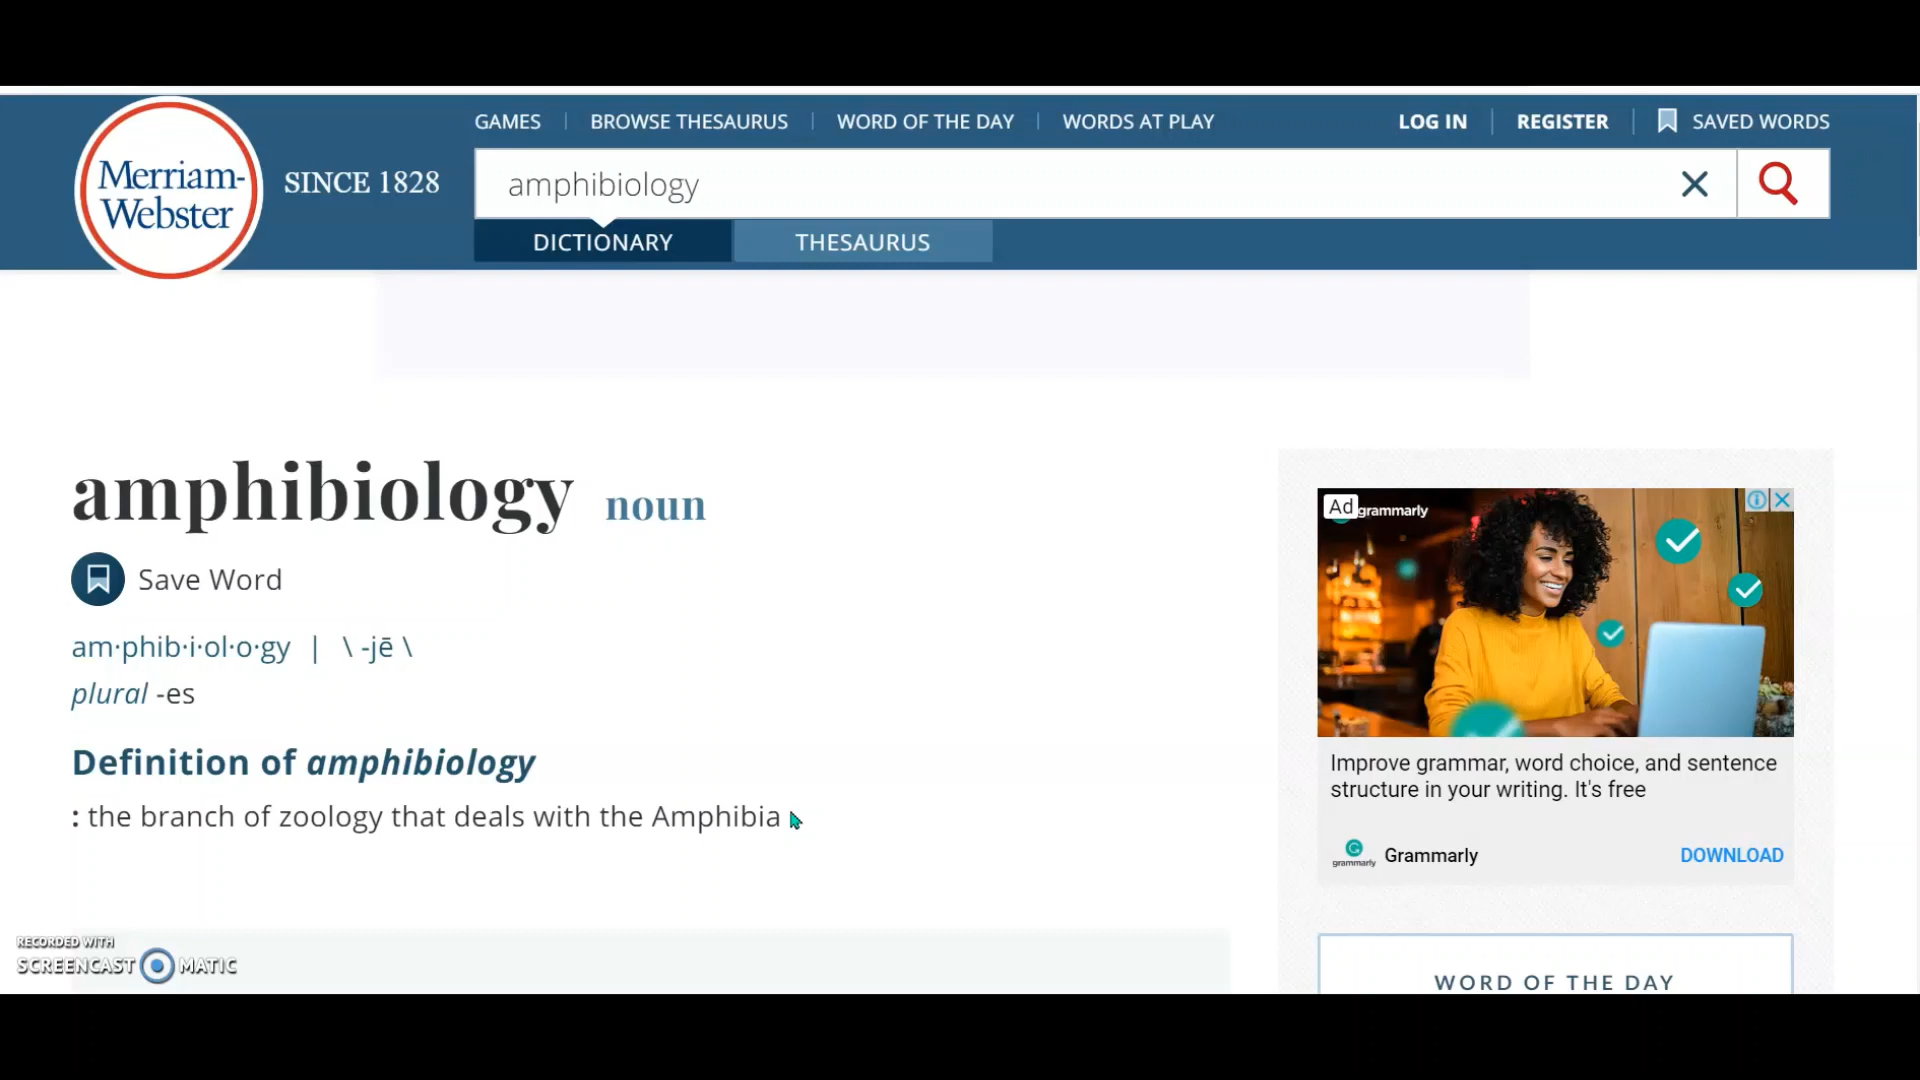 GAMES | BROWSE THESAURUS | WORD OF THE DAY | WORDS AT PLAY
LOG IN | REGISTER | SAVED WORDS
Merriam-
Webster
SINCE 1828
amphibiology
DICTIONARY
THESAURUS
amphibiology noun
Save Word
am·phib·i·ol·o·gy | \ -jē \
plural -es
Definition of amphibiology
: the branch of zoology that deals with the Amphibia
Ad
grammarly
Improve grammar, word choice, and sentence
structure in your writing. It's free
grammarly
Grammarly
DOWNLOAD
WORD OF THE DAY
RECORDED WITH
SCREENCAST MATIC